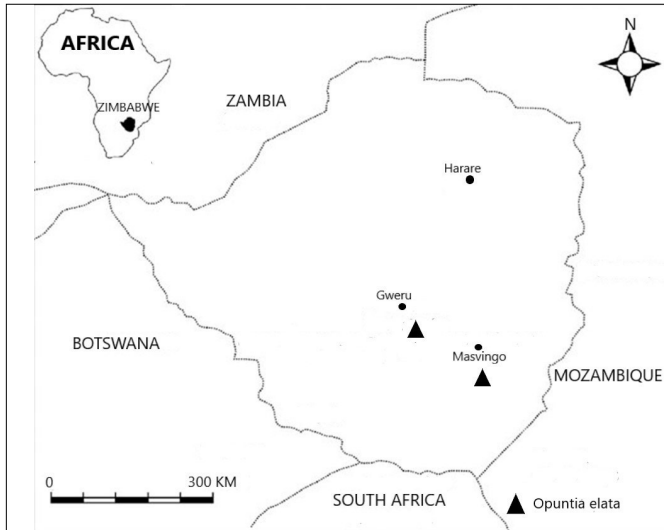 AFRICA
N
ZIMBABWE
ZAMBIA
Harare
Gweru
BOTSWANA
Masvingo
MOZAMBIQUE
0 300 KM
SOUTH AFRICA
Opuntia elata